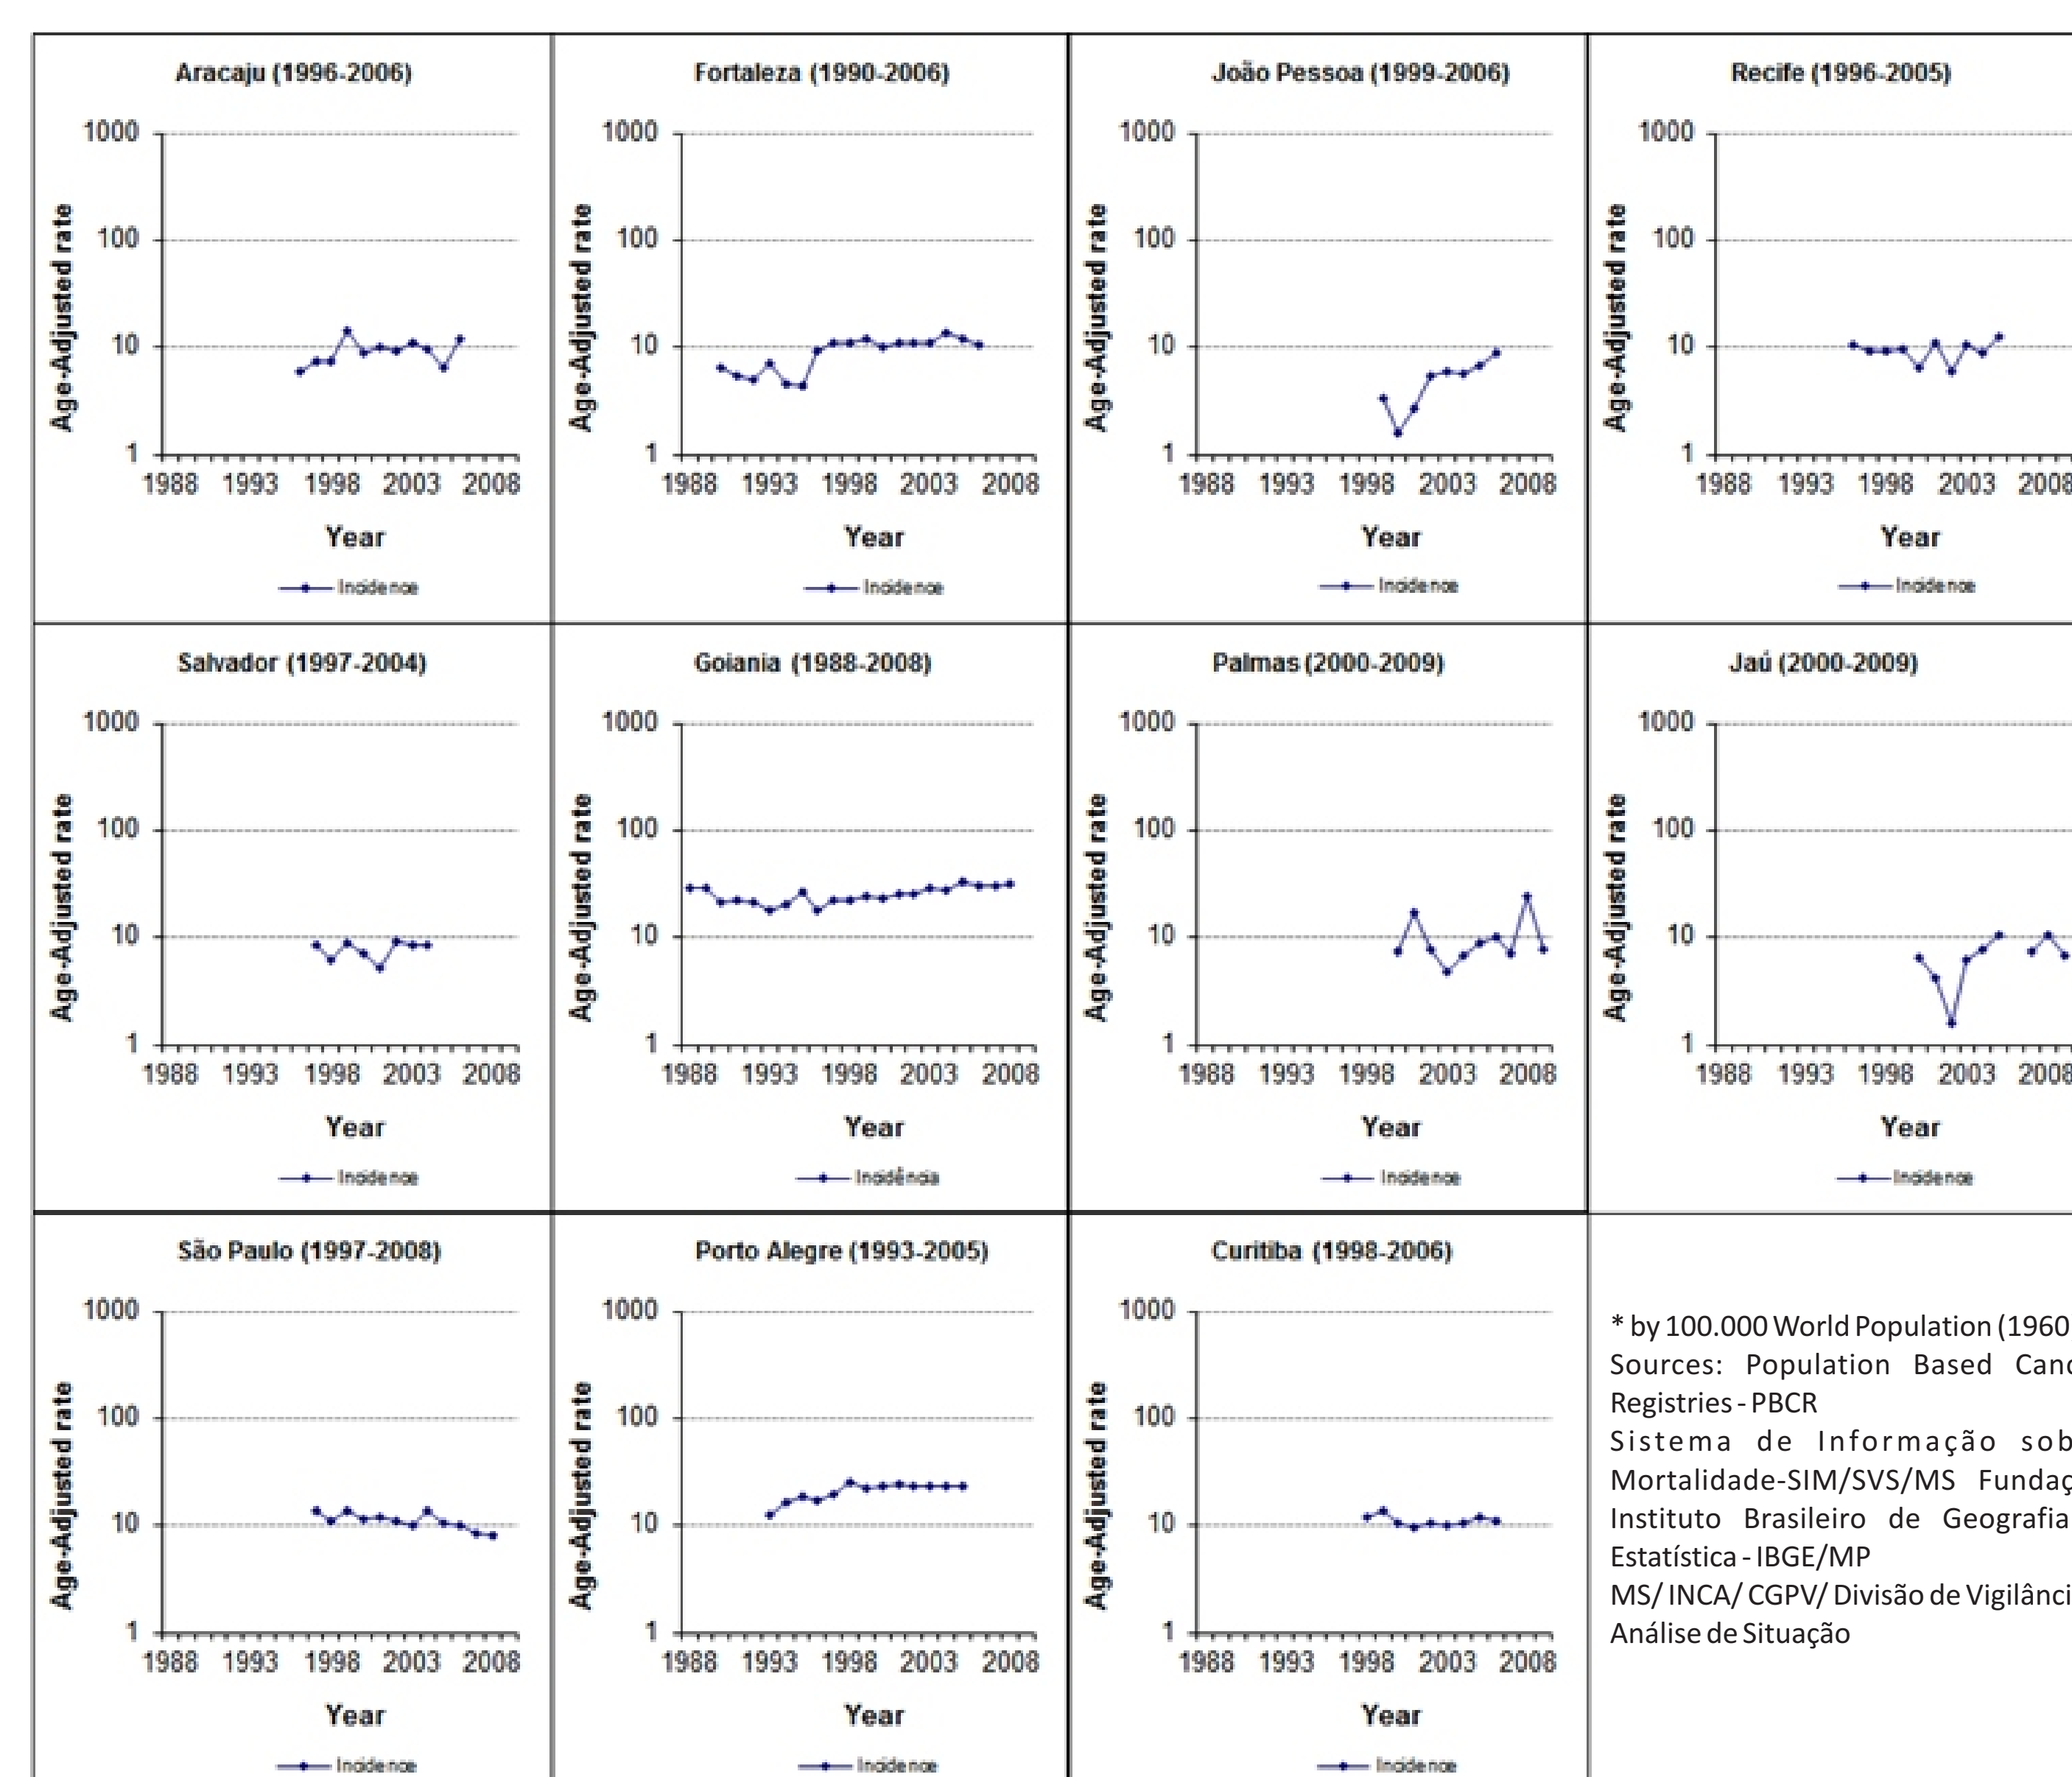 Aracaju (1996-2006)
1000
100
10
1
Age-Adjusted rate
1988 1993 1998 2003 2008
Year
Incidence
Fortaleza (1990-2006)
1000
100
10
1
Age-Adjusted rate
1988 1993 1998 2003 2008
Year
Incidence
João Pessoa (1999-2006)
1000
100
10
1
Age-Adjusted rate
1988 1993 1998 2003 2008
Year
Incidence
Recife (1996-2005)
1000
100
10
1
Age-Adjusted rate
1988 1993 1998 2003 2008
Year
Incidence
Salvador (1997-2004)
1000
100
10
1
Age-Adjusted rate
1988 1993 1998 2003 2008
Year
Incidence
Goiania (1988-2008)
1000
100
10
1
Age-Adjusted rate
1988 1993 1998 2003 2008
Year
Incidência
Palmas (2000-2009)
1000
100
10
1
Age-Adjusted rate
1988 1993 1998 2003 2008
Year
Incidence
Jaú (2000-2009)
1000
100
10
1
Age-Adjusted rate
1988 1993 1998 2003 2008
Year
Incidence
São Paulo (1997-2008)
1000
100
10
1
Age-Adjusted rate
1988 1993 1998 2003 2008
Year
Incidence
Porto Alegre (1993-2005)
1000
100
10
1
Age-Adjusted rate
1988 1993 1998 2003 2008
Year
Incidence
Curitiba (1998-2006)
1000
100
10
1
Age-Adjusted rate
1988 1993 1998 2003 2008
Year
Incidence
* by 100.000 World Population (1960
Sources: Population Based Canc
Registries - PBCR
Sistema de Informação sob
Mortalidade-SIM/SVS/MS Fundaç
Instituto Brasileiro de Geografia
Estatística - IBGE/MP
MS/ INCA/ CGPV/ Divisão de Vigilânci
Análise de Situação